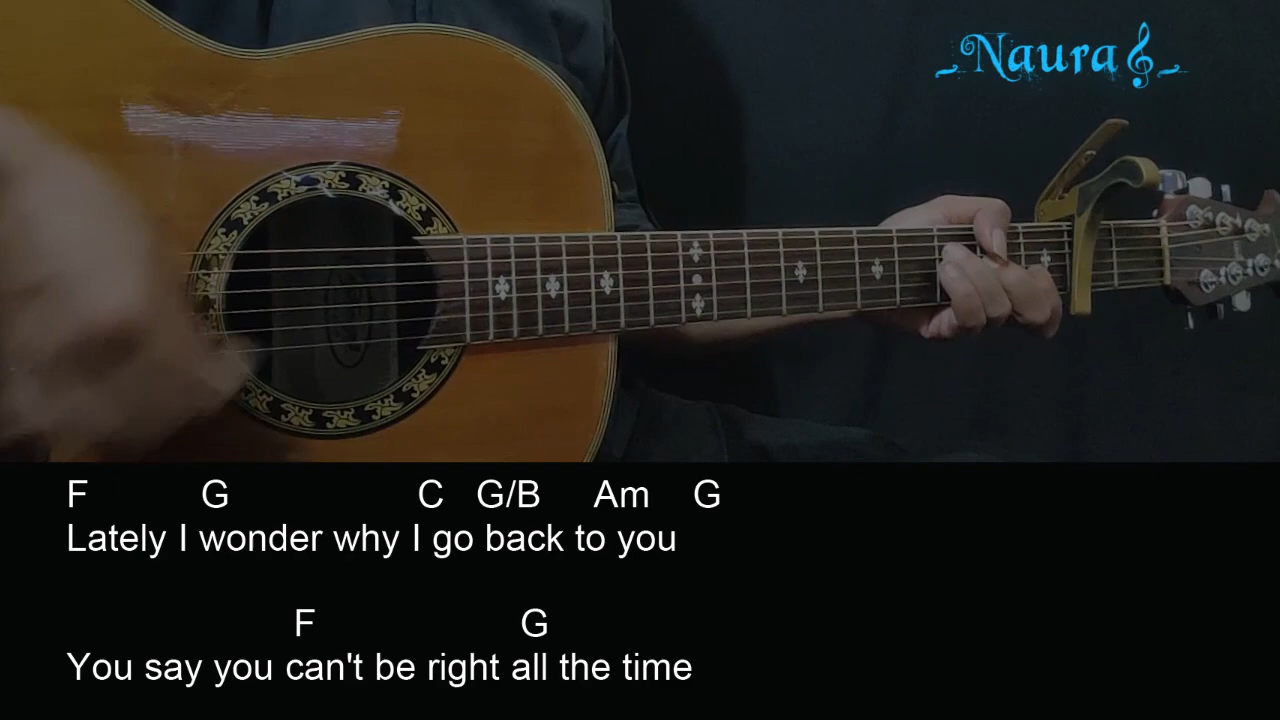 Naura
F G C G/B Am G
Lately I wonder why I go back to you
F G
You say you can't be right all the time